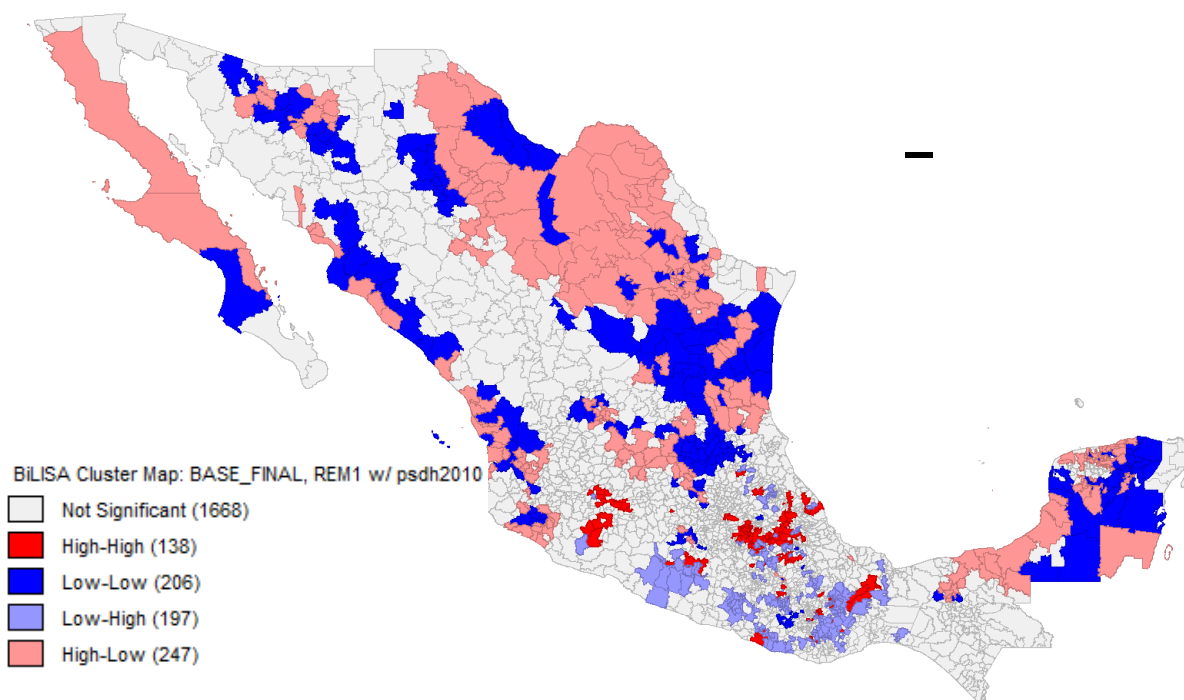 BiLISA Cluster Map: BASE_FINAL, REM1 w/ psdh2010
Not Significant (1668)
High-High (138)
Low-Low (206)
Low-High (197)
High-Low (247)